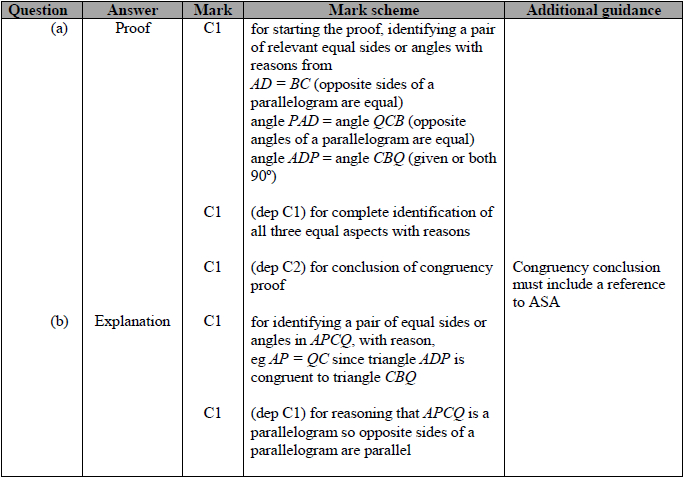 Question Answer Mark Mark scheme Additional guidance
(a) Proof C1 for starting the proof, identifying a pair
of relevant equal sides or angles with
reasons from
AD = BC (opposite sides of a
parallelogram are equal)
angle PAD = angle QCB (opposite
angles of a parallelogram are equal)
angle ADP = angle CBQ (given or both
90º)
C1 (dep C1) for complete identification of
all three equal aspects with reasons
C1 (dep C2) for conclusion of congruency
proof
Congruency conclusion
must include a reference
to ASA
(b) Explanation C1 for identifying a pair of equal sides or
angles in APCQ, with reason,
eg AP = QC since triangle ADP is
congruent to triangle CBQ
C1 (dep C1) for reasoning that APCQ is a
parallelogram so opposite sides of a
parallelogram are parallel